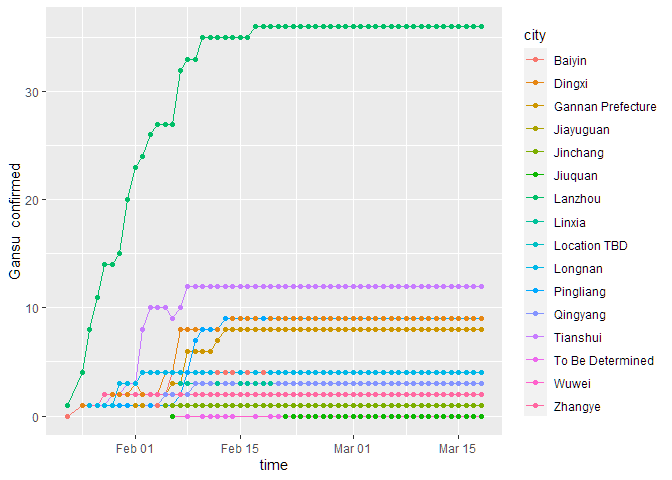 Gansu confirmed
30
20
10
0
Feb 01
Feb 15
Mar 01
Mar 15
time
city
Baiyin
Dingxi
Gannan Prefecture
Jiayuguan
Jinchang
Jiuquan
Lanzhou
Linxia
Location TBD
Longnan
Pingliang
Qingyang
Tianshui
To Be Determined
Wuwei
Zhangye